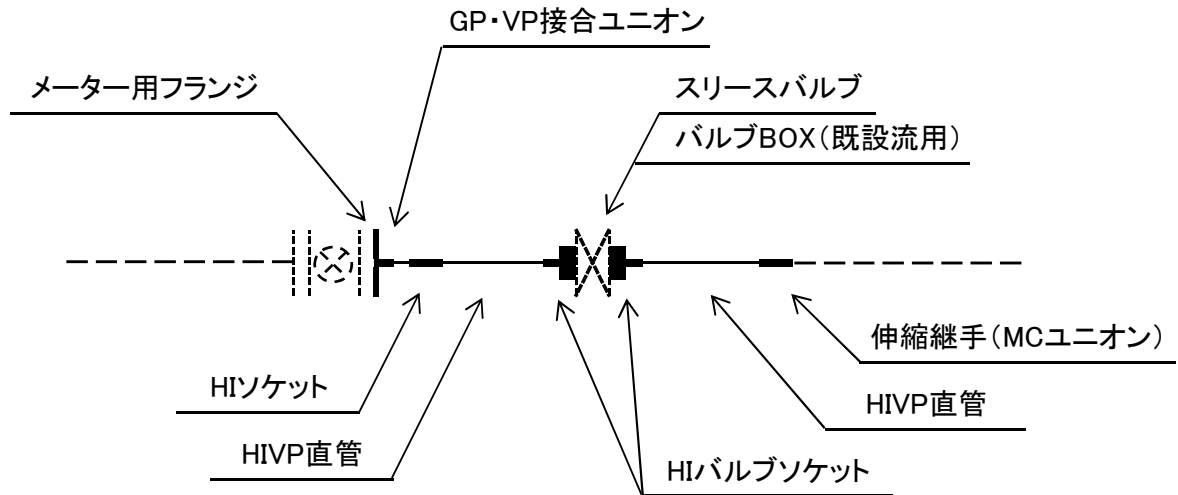 GP・VP接合ユニオン
メーター用フランジ
スリースバルブ
バルブBOX（既設流用）
伸縮継手（MCユニオン）
HIソケット
HIVP直管
HIVP直管
HIバルブソケット